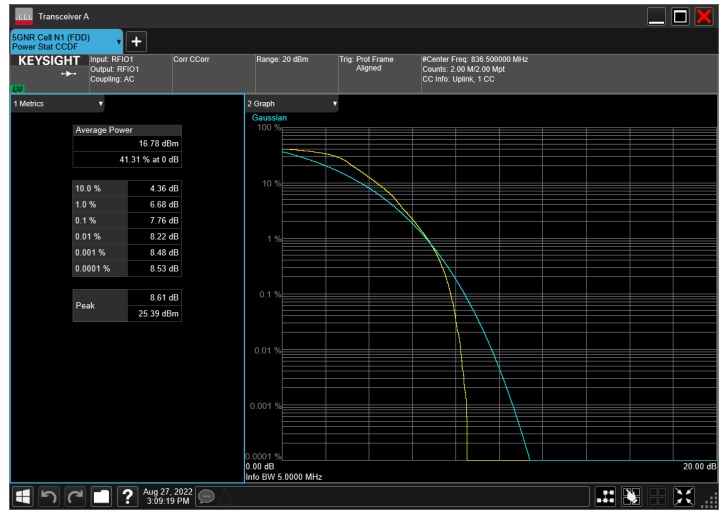 Transceiver A
5GNR Cell N1 (FDD)
Power Stat CCDF
KEYSIGHT
LXI
Input: RFIO1
Output: RFIO1
Coupling: AC
Corr CCorr
Range: 20 dBm
Trig: Prot Frame
Aligned
#Center Freq: 836.500000 MHz
Counts: 2.00 M/2.00 Mpt
CC Info: Uplink, 1 CC
1 Metrics
Average Power
16.78 dBm
41.31 % at 0 dB
10.0 % 4.36 dB
1.0 % 6.68 dB
0.1 % 7.76 dB
0.01 % 8.22 dB
0.001 % 8.48 dB
0.0001 % 8.53 dB
Peak
8.61 dB
25.39 dBm
2 Graph
Gaussian
100 %
10 %
1 %
0.1 %
0.01 %
0.001 %
0.0001 %
0.00 dB
20.00 dB
Info BW 5.0000 MHz
?
Aug 27, 2022
3:09:19 PM